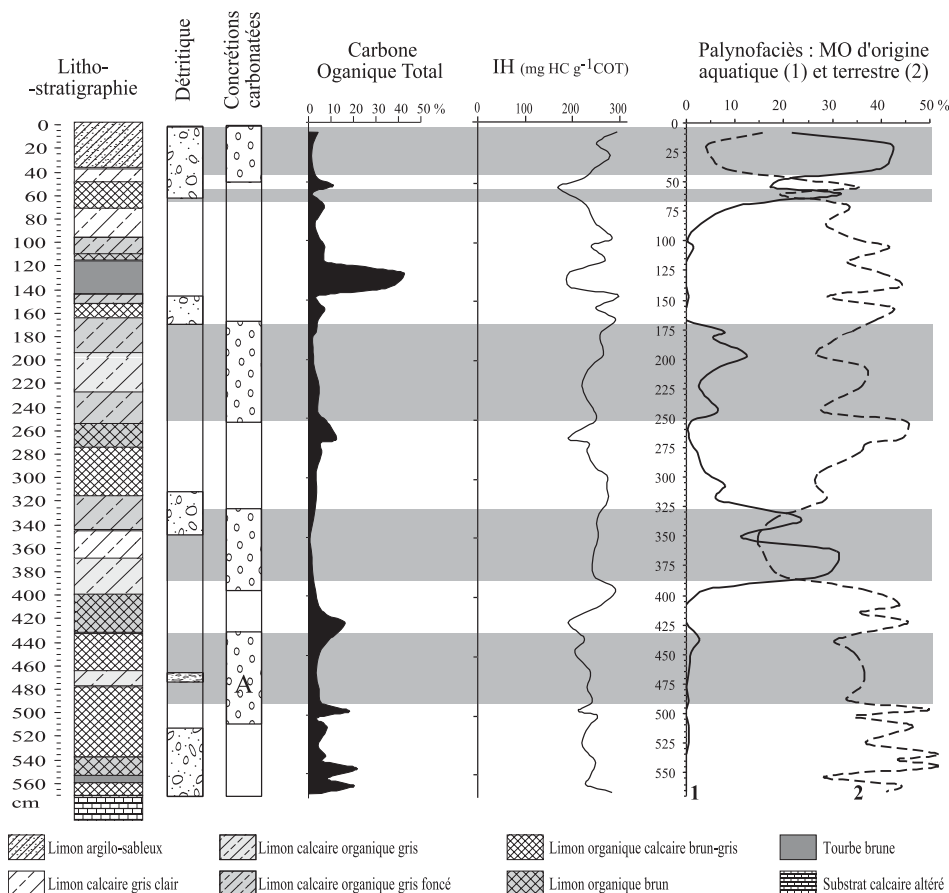 Litho-
-stratigraphie
Détritique
Concrétions
carbonatées
Carbone
Oganique Total
IH (mg HC g-1COT)
Palynofaciès : MO d'origine
aquatique (1) et terrestre (2)
0 10 20 30 40 50 %
0 100 200 300
0 10 20 30 40 50 %
0
20
40
60
80
100
120
140
160
180
200
220
240
260
280
300
320
340
360
380
400
420
440
460
480
500
520
540
560
cm
A
0
25
50
75
100
125
150
175
200
225
250
275
300
325
350
375
400
425
450
475
500
525
550
1 2
Limon argilo-sableux
Limon calcaire organique gris
Limon organique calcaire brun-gris
Tourbe brune
Limon calcaire gris clair
Limon calcaire organique gris foncé
Limon organique brun
Substrat calcaire altéré